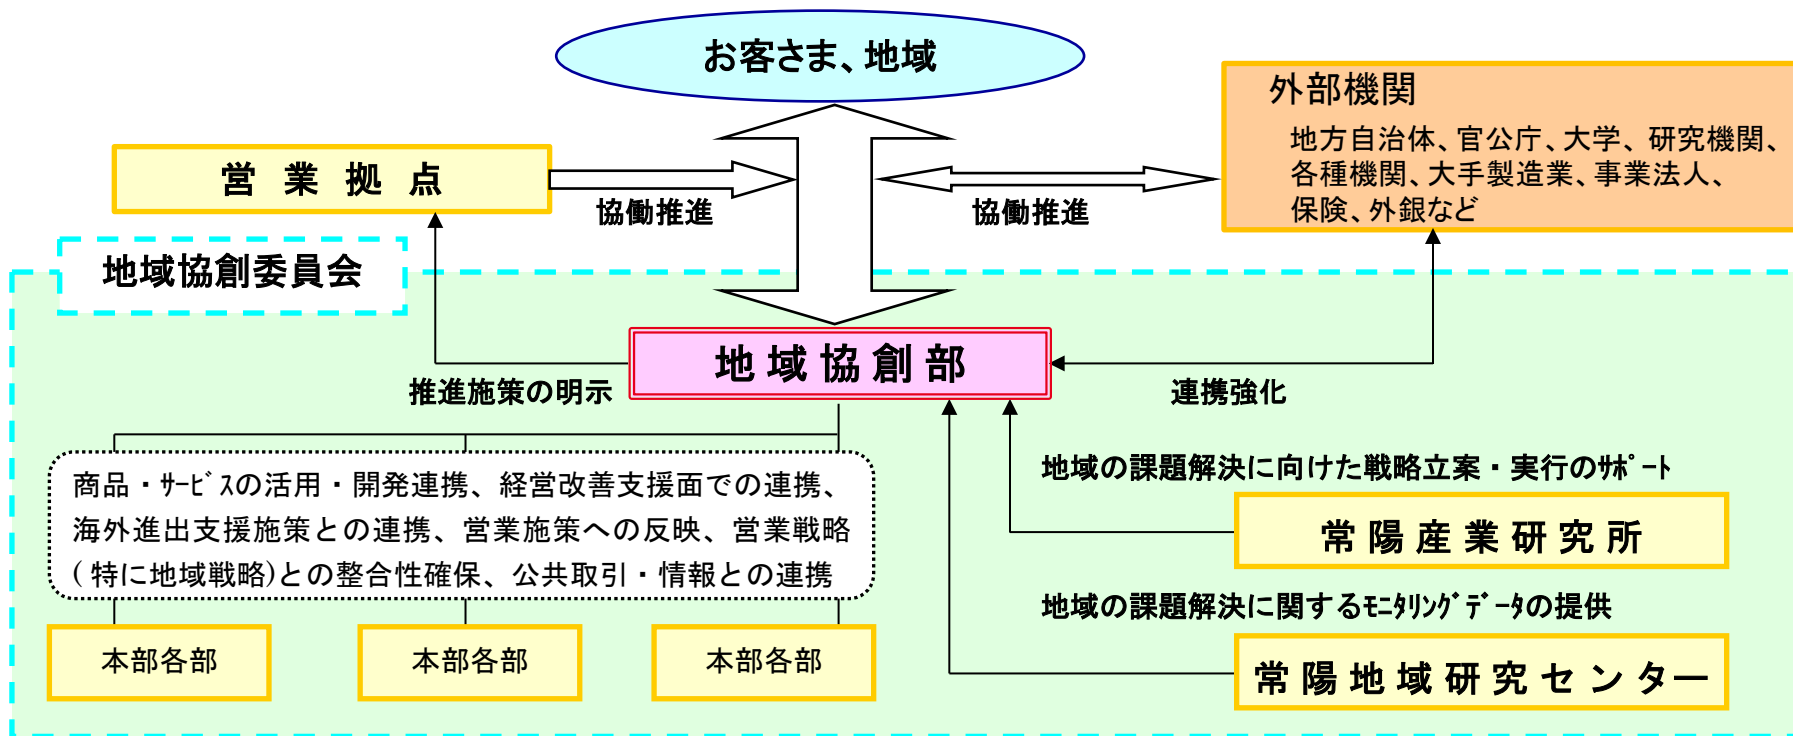 お客さま、地域
外部機関
地方自治体、官公庁、大学、研究機関、
各種機関、大手製造業、事業法人、
保険、外銀など
営業拠点
協働推進
協働推進
地域協創委員会
地域協創部
推進施策の明示
連携強化
商品・ｻｰﾋﾞｽの活用・開発連携、経営改善支援面での連携、
海外進出支援施策との連携、営業施策への反映、営業戦略
(特に地域戦略)との整合性確保、公共取引・情報との連携
地域の課題解決に向けた戦略立案・実行のｻﾎﾟｰﾄ
常陽産業研究所
地域の課題解決に関するﾓﾆﾀﾘﾝｸﾞﾃﾞｰﾀの提供
常陽地域研究センター
本部各部
本部各部
本部各部